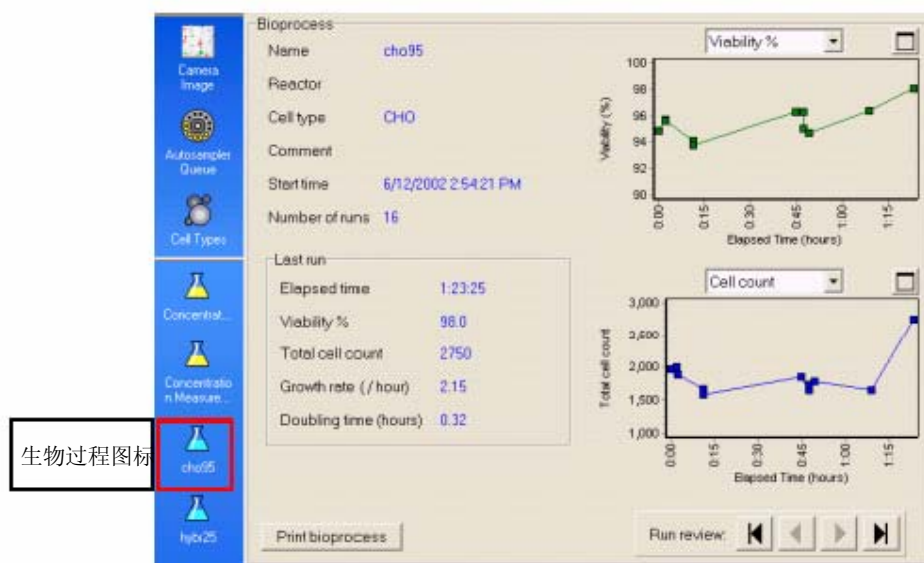 生物过程图标
Camera
Image
Autosampler
Queue
Cell Types
Concentrat...
Concentratio
n Measure...
cho95
hybi25
Bioprocess
Name cho95
Reactor
Cell type CHO
Comment
Start time 6/12/2002 2:54:21 PM
Number of runs 16
Last run
Elapsed time 1:23:25
Viability % 98.0
Total cell count 2750
Growth rate (/hour) 2.15
Doubling time (hours) 0.32
Print bioprocess
Viability %
Viability (%)
100
98
96
94
92
90
0:00 0:15 0:30 0:45 1:00 1:15
Elapsed Time (hours)
Cell count
Total cell count
3,000
2,500
2,000
1,500
1,000
0:00 0:15 0:30 0:45 1:00 1:15
Elapsed Time (hours)
Run review: